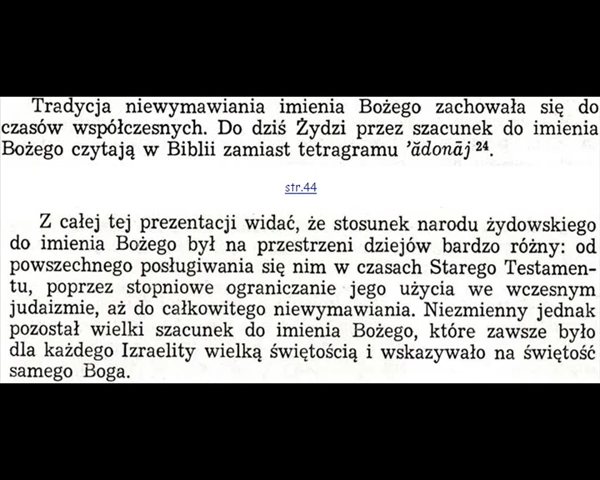 Tradycja niewymawiania imienia Bożego zachowała się do
czasów współczesnych. Do dziś Żydzi przez szacunek do imienia
Bożego czytają w Biblii zamiast tetragramu ’ădonāj ²⁴.
str.44
Z całej tej prezentacji widać, że stosunek narodu żydowskiego
do imienia Bożego był na przestrzeni dziejów bardzo różny: od
powszechnego posługiwania się nim w czasach Starego Testamen-
tu, poprzez stopniowe ograniczanie jego użycia we wczesnym
judaizmie, aż do całkowitego niewymawiania. Niezmienny jednak
pozostał wielki szacunek do imienia Bożego, które zawsze było
dla każdego Izraelity wielką świętością i wskazywało na świętość
samego Boga.